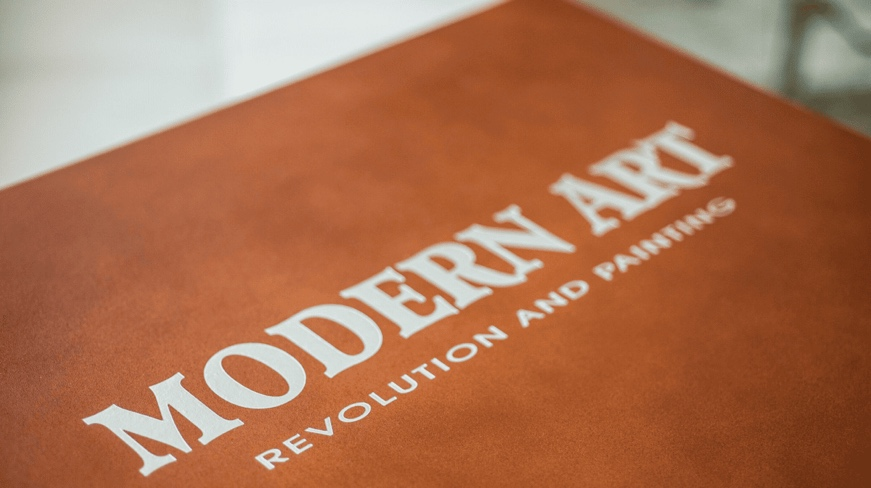 MODERN ART
REVOLUTION AND PAINTING